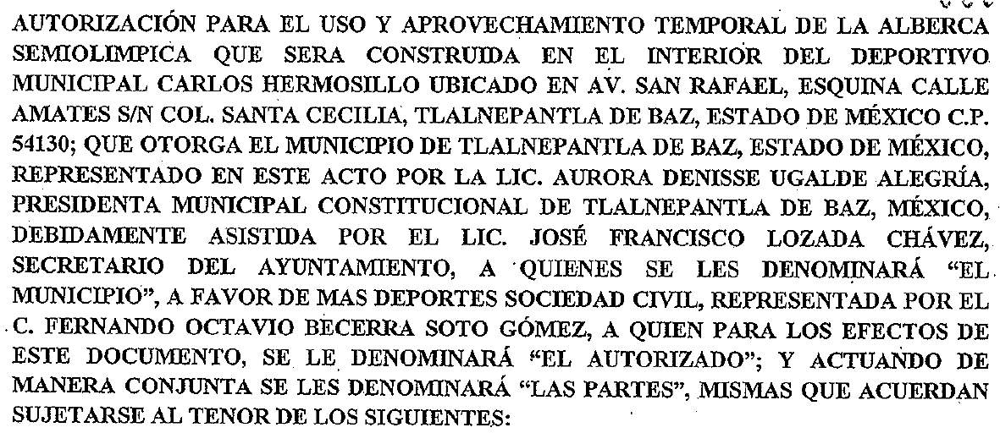 AUTORIZACIÓN PARA EL USO Y APROVECHAMIENTO TEMPORAL DE LA ALBERCA
SEMIOLIMPICA QUE SERA CONSTRUIDA EN EL INTERIOR DEL DEPORTIVO
MUNICIPAL CARLOS HERMOSILLO UBICADO EN AV. SAN RAFAEL, ESQUINA CALLE
AMATES S/N COL. SANTA CECILIA, TLALNEPANTLA DE BAZ, ESTADO DE MÉXICO C.P.
54130; QUE OTORGA EL MUNICIPIO DE TLALNEPANTLA DE BAZ, ESTADO DE MÉXICO,
REPRESENTADO EN ESTE ACTO POR LA LIC. AURORA DENISSE UGALDE ALEGRÍA,
PRESIDENTA MUNICIPAL CONSTITUCIONAL DE TLALNEPANTLA DE BAZ, MÉXICO,
DEBIDAMENTE ASISTIDA POR EL LIC. JOSÉ FRANCISCO LOZADA CHÁVEZ,
SECRETARIO DEL AYUNTAMIENTO, A QUIENES SE LES DENOMINARÁ “EL
MUNICIPIO”, A FAVOR DE MAS DEPORTES SOCIEDAD CIVIL, REPRESENTADA POR EL
C. FERNANDO OCTAVIO BECERRA SOTO GÓMEZ, A QUIEN PARA LOS EFECTOS DE
ESTE DOCUMENTO, SE LE DENOMINARÁ “EL AUTORIZADO”; Y ACTUANDO DE
MANERA CONJUNTA SE LES DENOMINARÁ “LAS PARTES”, MISMAS QUE ACUERDAN
SUJETARSE AL TENOR DE LOS SIGUIENTES: